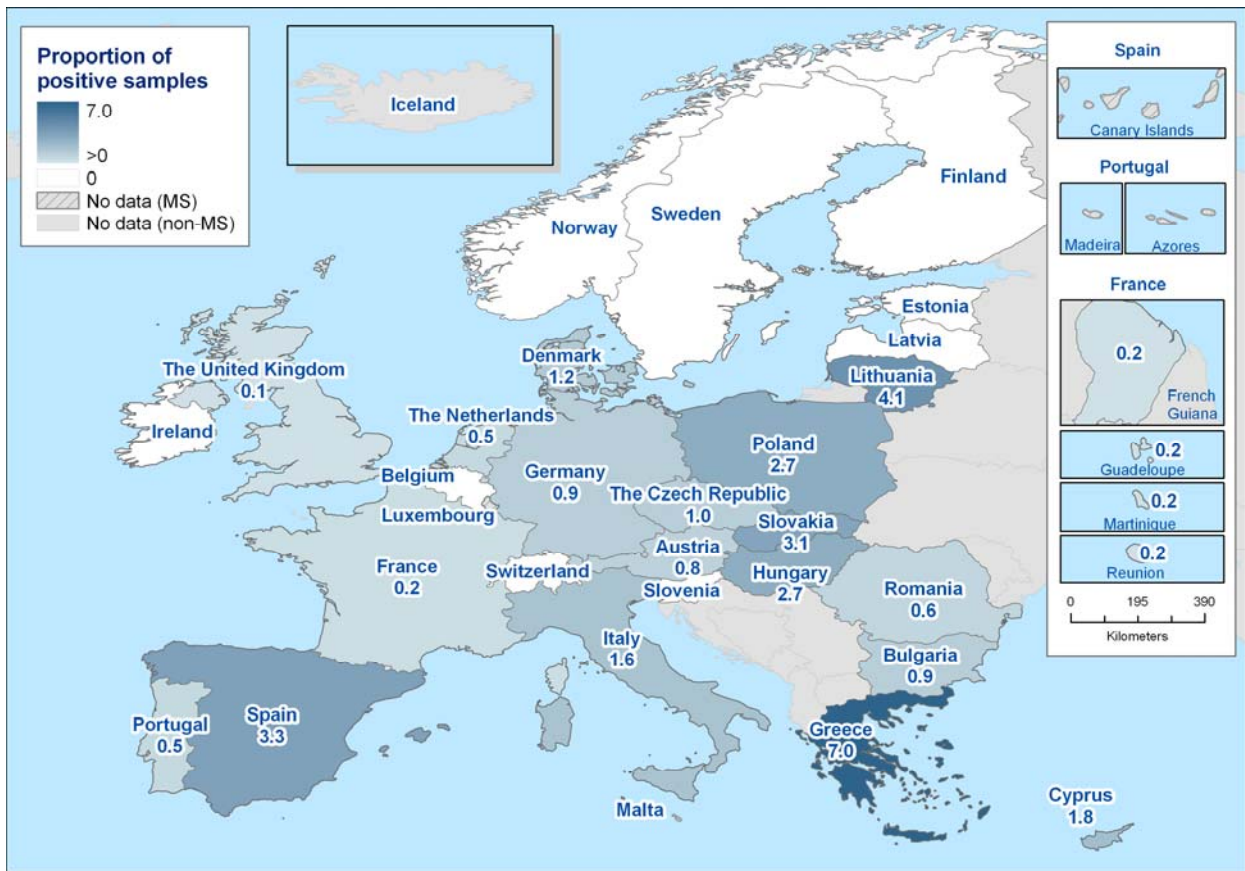 Proportion of
positive samples
7.0
>0
0
No data (MS)
No data (non-MS)
Iceland
Finland
Sweden
Norway
Estonia
Latvia
Lithuania
4.1
Denmark
1.2
The United Kingdom
0.1
Ireland
The Netherlands
0.5
Belgium
Luxembourg
Germany
0.9
Poland
2.7
The Czech Republic
1.0
Slovakia
3.1
Austria
0.8
Hungary
2.7
Switzerland
Slovenia
France
0.2
Romania
0.6
Italy
1.6
Bulgaria
0.9
Portugal
0.5
Spain
3.3
Greece
7.0
Malta
Cyprus
1.8
Spain
Canary Islands
Portugal
Madeira
Azores
France
0.2
French
Guiana
0.2
Guadeloupe
0.2
Martinique
0.2
Reunion
0 195 390
Kilometers